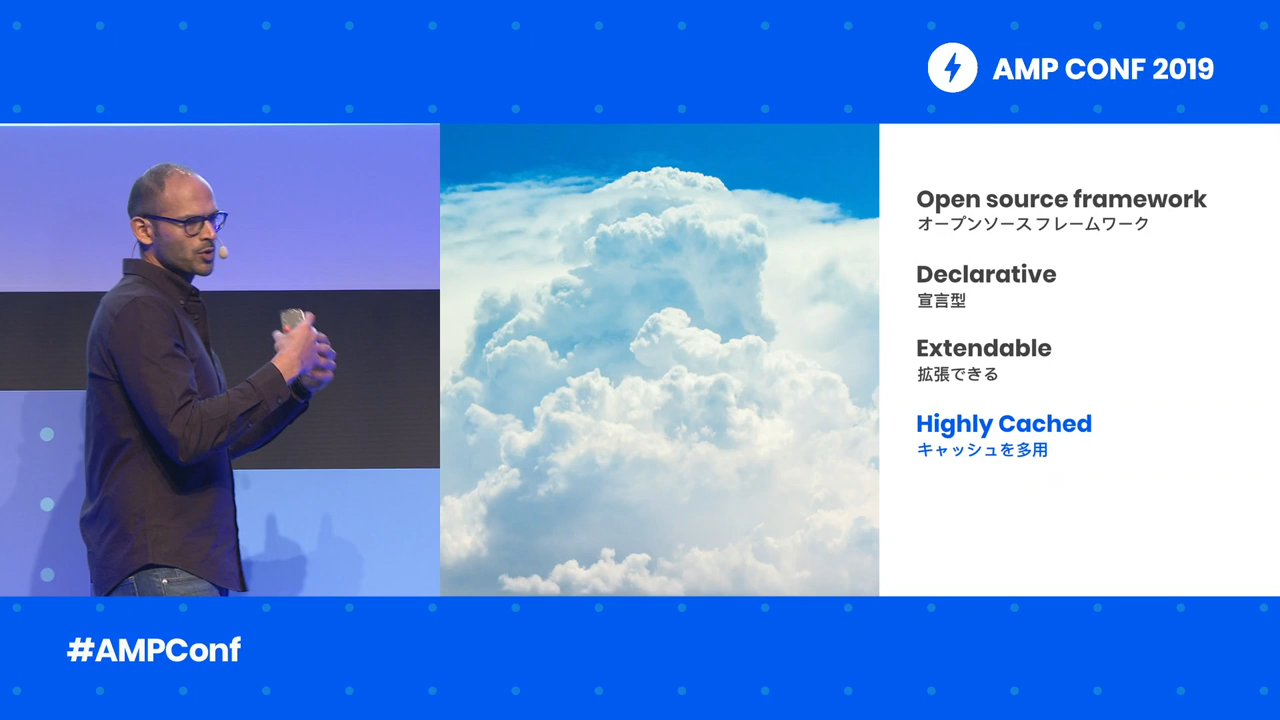 AMP CONF 2019
Open source framework
オープンソース フレームワーク
Declarative
宣言型
Extendable
拡張できる
Highly Cached
キャッシュを多用
#AMPConf